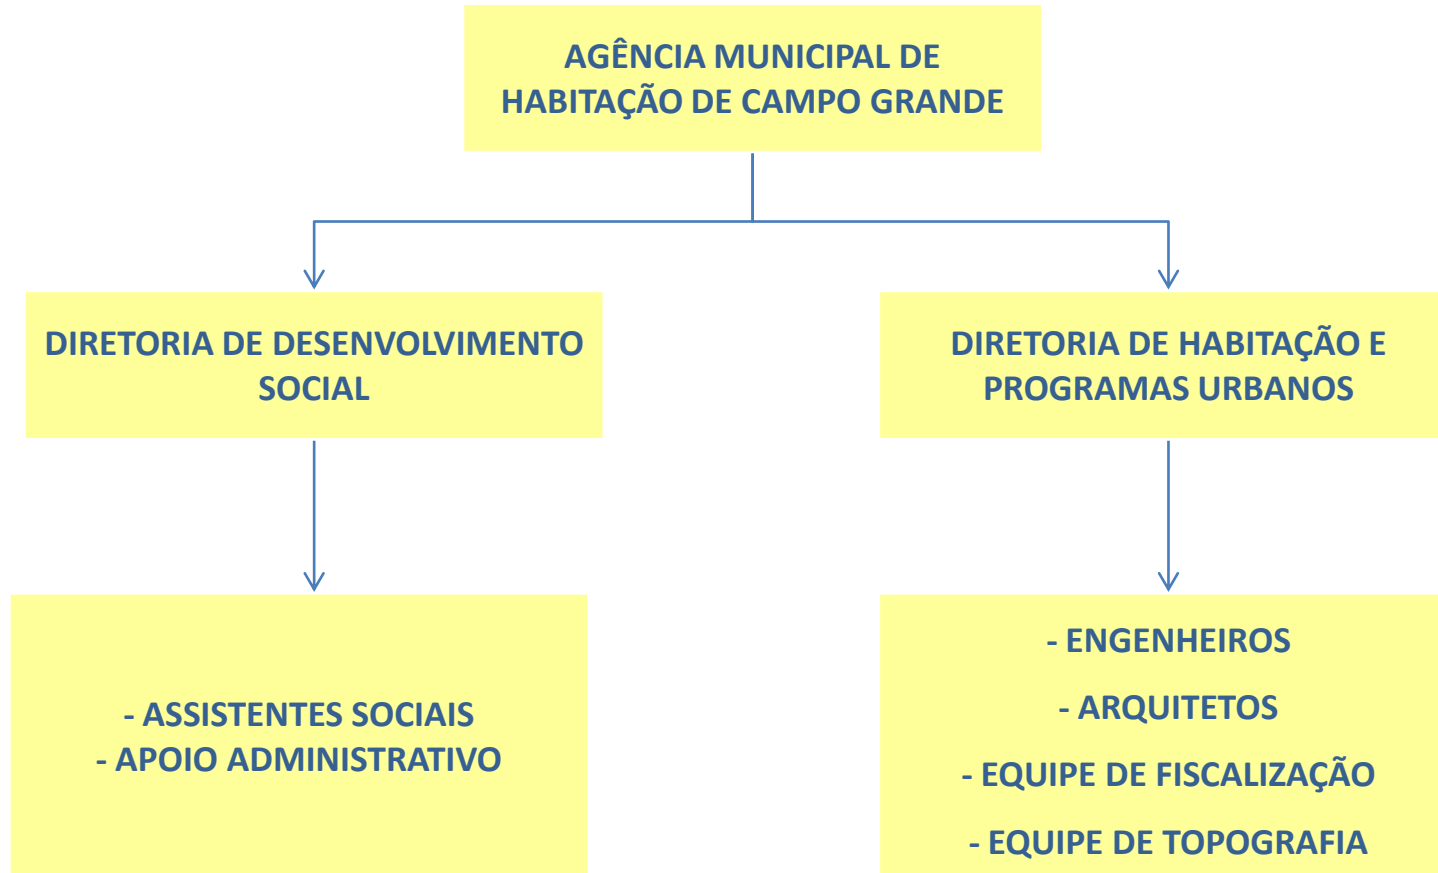 AGÊNCIA MUNICIPAL DE
HABITAÇÃO DE CAMPO GRANDE
DIRETORIA DE DESENVOLVIMENTO
SOCIAL
DIRETORIA DE HABITAÇÃO E
PROGRAMAS URBANOS
- ASSISTENTES SOCIAIS
- APOIO ADMINISTRATIVO
- ENGENHEIROS
- ARQUITETOS
- EQUIPE DE FISCALIZAÇÃO
- EQUIPE DE TOPOGRAFIA